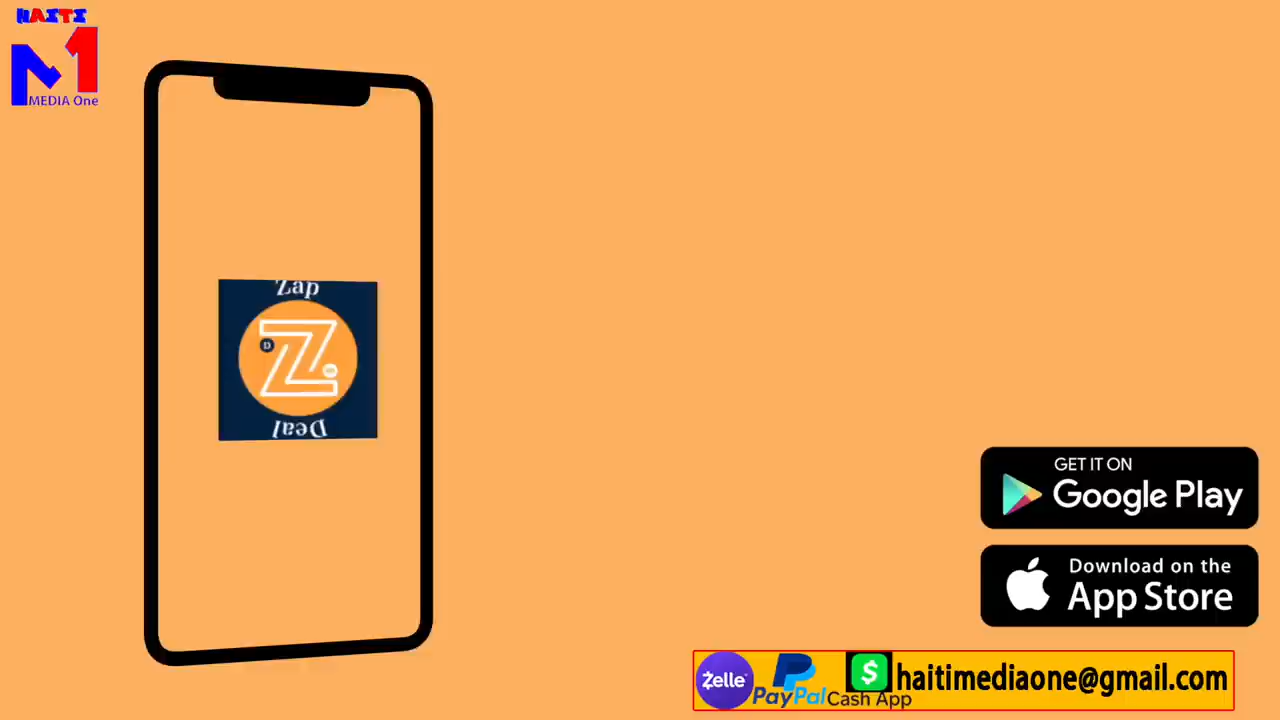 HAITI
M1
MEDIA One
Zap
D
Z
Deal
GET IT ON
Google Play
Download on the
App Store
Zelle
PayPal
$
Cash App
haitimediaone@gmail.com